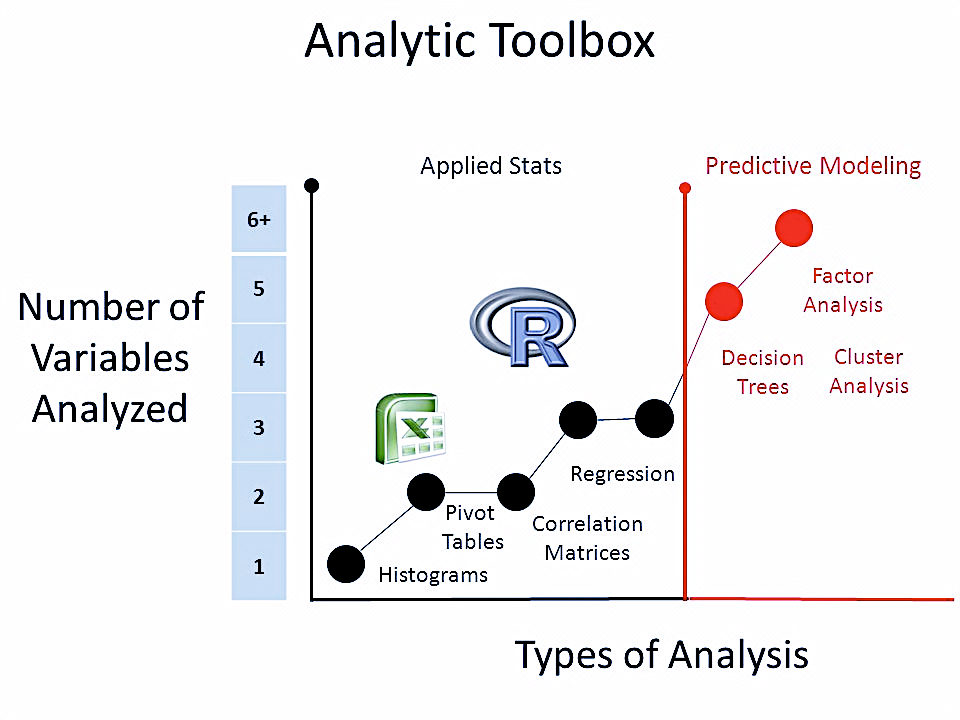 Analytic Toolbox
Applied Stats
Predictive Modeling
6+
5
4
3
2
1
Number of
Variables
Analyzed
R
X
Factor
Analysis
Decision
Trees
Cluster
Analysis
Regression
Pivot
Tables
Correlation
Matrices
Histograms
Types of Analysis